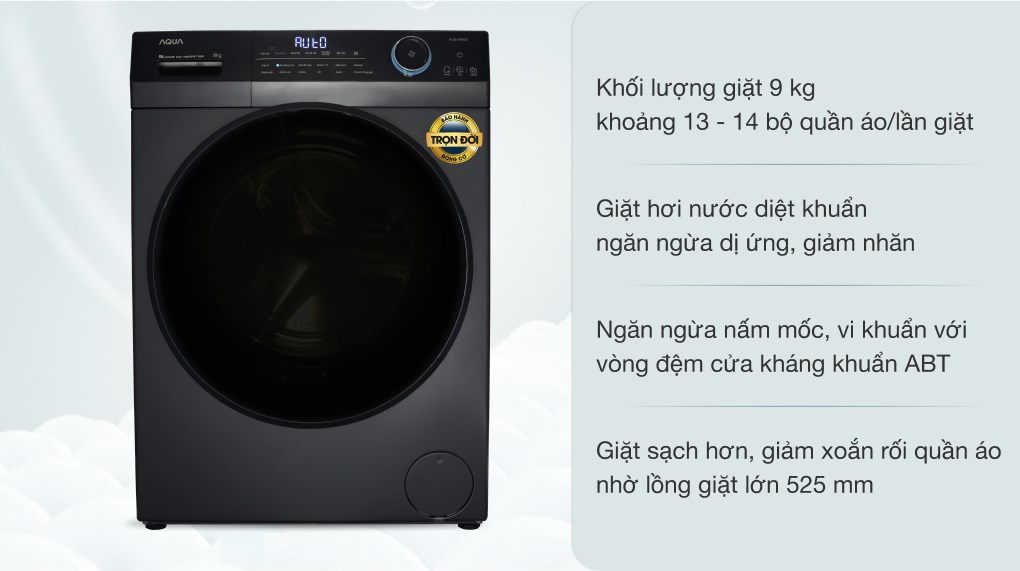 AQUA
AUtO
9kg
BẢO HÀNH
TRỌN ĐỜI
ĐỘNG CƠ
Khối lượng giặt 9 kg
khoảng 13 - 14 bộ quần áo/lần giặt
Giặt hơi nước diệt khuẩn
ngăn ngừa dị ứng, giảm nhăn
Ngăn ngừa nấm mốc, vi khuẩn với
vòng đệm cửa kháng khuẩn ABT
Giặt sạch hơn, giảm xoắn rối quần áo
nhờ lồng giặt lớn 525 mm